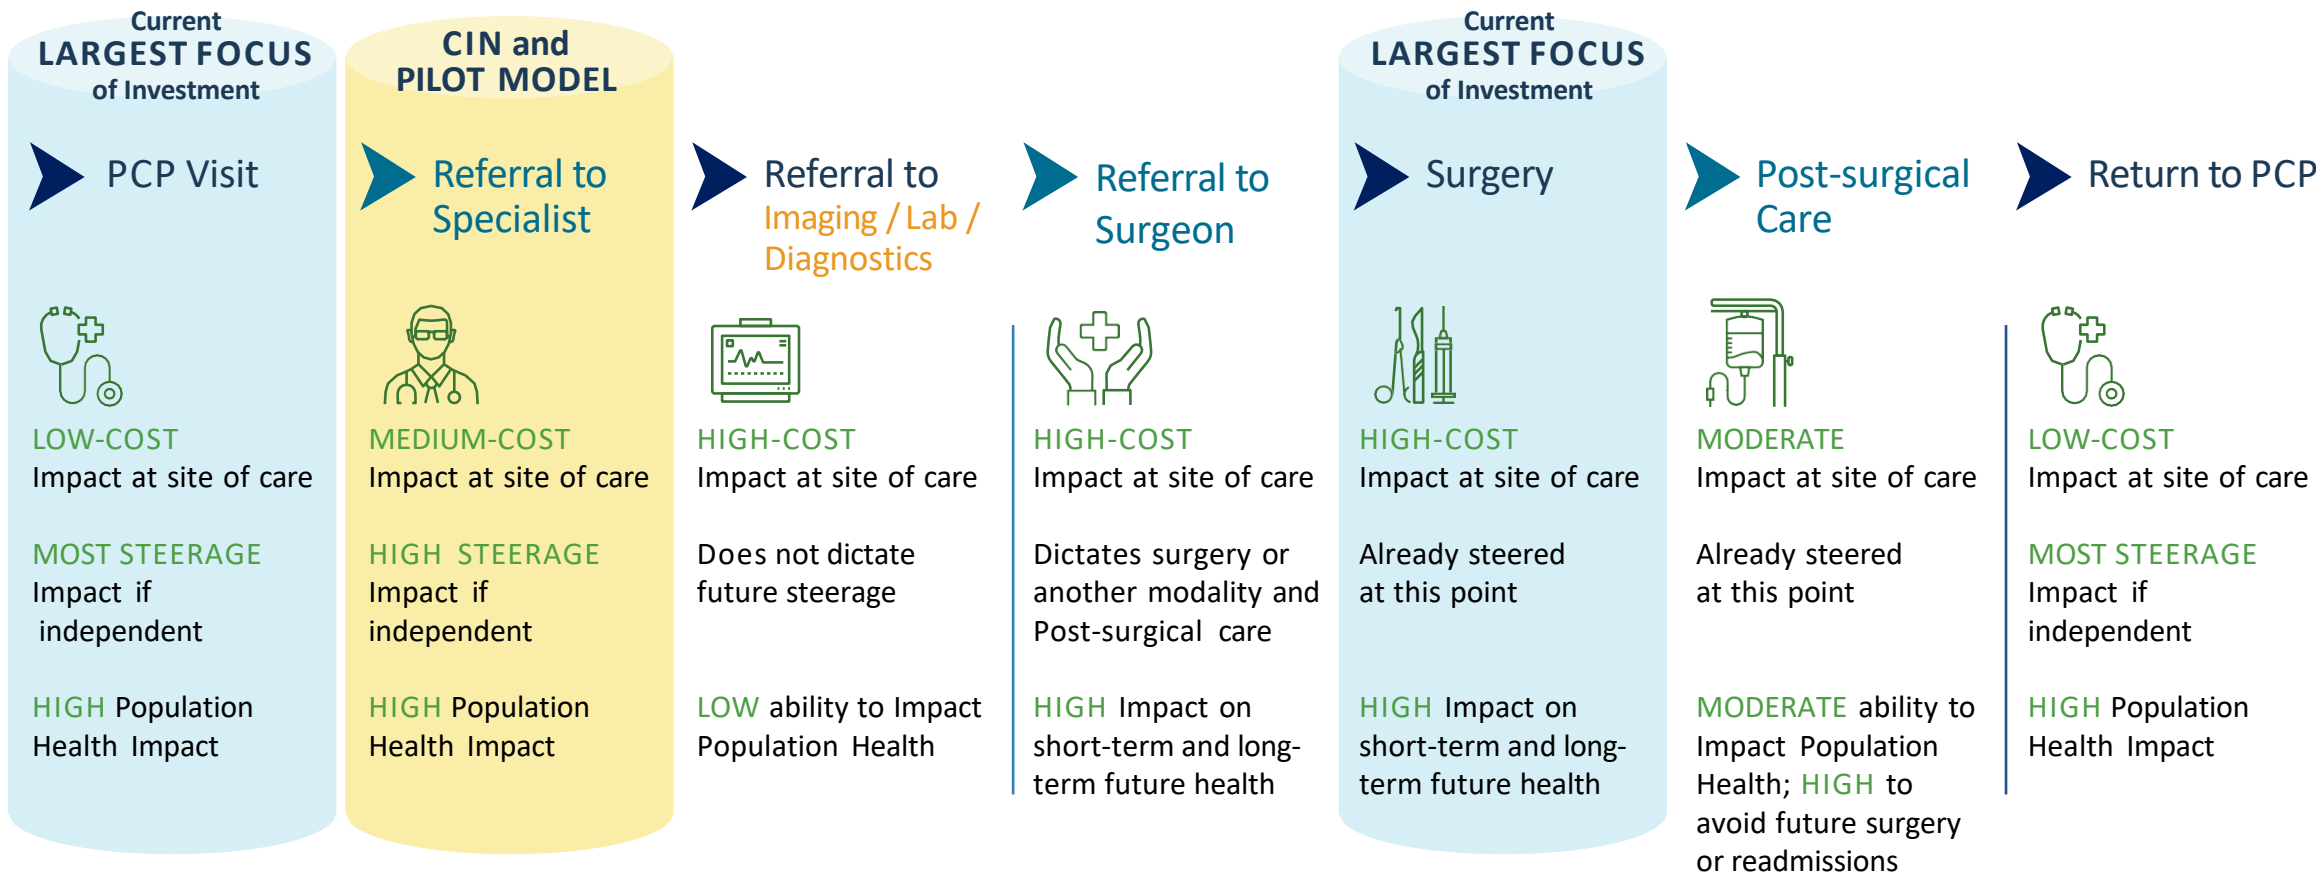 Current
LARGEST FOCUS
of Investment
PCP Visit
LOW-COST
Impact at site of care
MOST STEERAGE
Impact if
independent
HIGH Population
Health Impact
CIN and
PILOT MODEL
Referral to
Specialist
MEDIUM-COST
Impact at site of care
HIGH STEERAGE
Impact if
independent
HIGH Population
Health Impact
Referral to
Imaging / Lab /
Diagnostics
HIGH-COST
Impact at site of care
Does not dictate
future steerage
LOW ability to Impact
Population Health
Referral to
Surgeon
HIGH-COST
Impact at site of care
Dictates surgery or
another modality and
Post-surgical care
HIGH Impact on
short-term and long-
term future health
Current
LARGEST FOCUS
of Investment
Surgery
HIGH-COST
Impact at site of care
Already steered
at this point
HIGH Impact on
short-term and long-
term future health
Post-surgical
Care
MODERATE
Impact at site of care
Already steered
at this point
MODERATE ability to
Impact Population
Health; HIGH to
avoid future surgery
or readmissions
Return to PCP
LOW-COST
Impact at site of care
MOST STEERAGE
Impact if
independent
HIGH Population
Health Impact